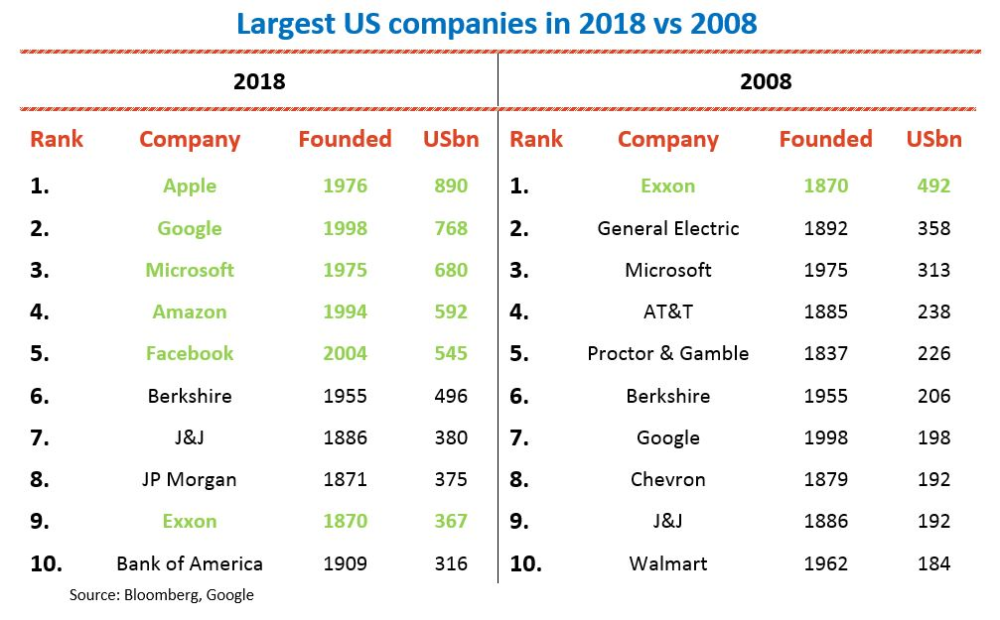 Largest US companies in 2018 vs 2008
2018 2008
Rank Company Founded USbn Rank Company Founded USbn
1. Apple 1976 890 1. Exxon 1870 492
2. Google 1998 768 2. General Electric 1892 358
3. Microsoft 1975 680 3. Microsoft 1975 313
4. Amazon 1994 592 4. AT&T 1885 238
5. Facebook 2004 545 5. Proctor & Gamble 1837 226
6. Berkshire 1955 496 6. Berkshire 1955 206
7. J&J 1886 380 7. Google 1998 198
8. JP Morgan 1871 375 8. Chevron 1879 192
9. Exxon 1870 367 9. J&J 1886 192
10. Bank of America 1909 316 10. Walmart 1962 184
Source: Bloomberg, Google